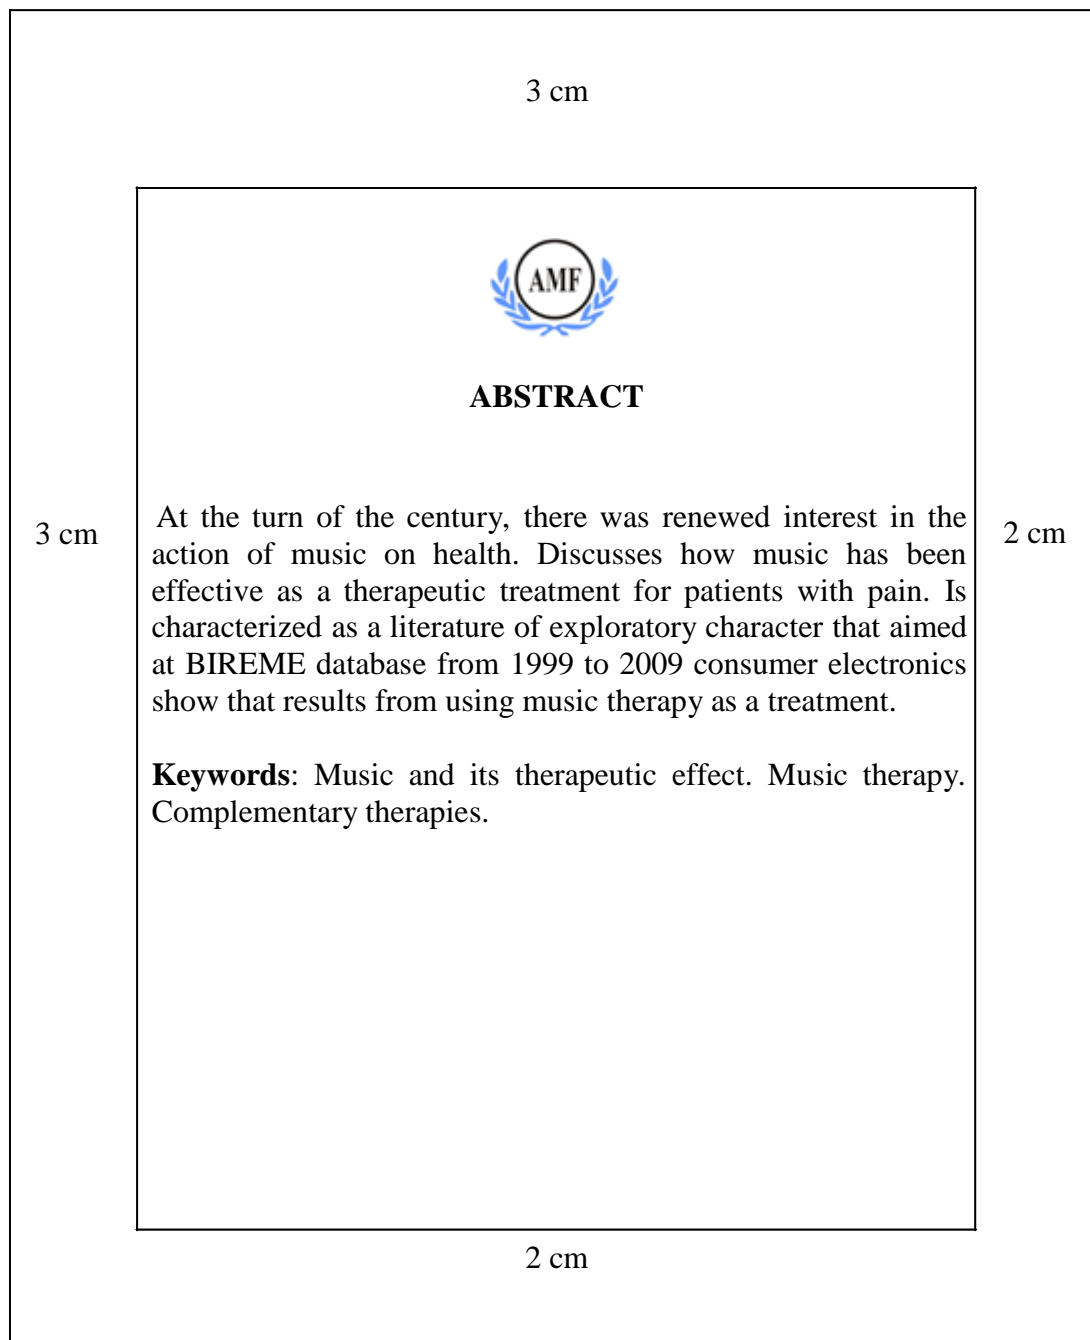 3 cm
AMF
ABSTRACT
At the turn of the century, there was renewed interest in the
3 cm
2 cm
action of music on health. Discusses how music has been
effective as a therapeutic treatment for patients with pain. Is
characterized as a literature of exploratory character that aimed
at BIREME database from 1999 to 2009 consumer electronics
show that results from using music therapy as a treatment.
Keywords: Music and its therapeutic effect. Music therapy.
Complementary therapies.
2 cm